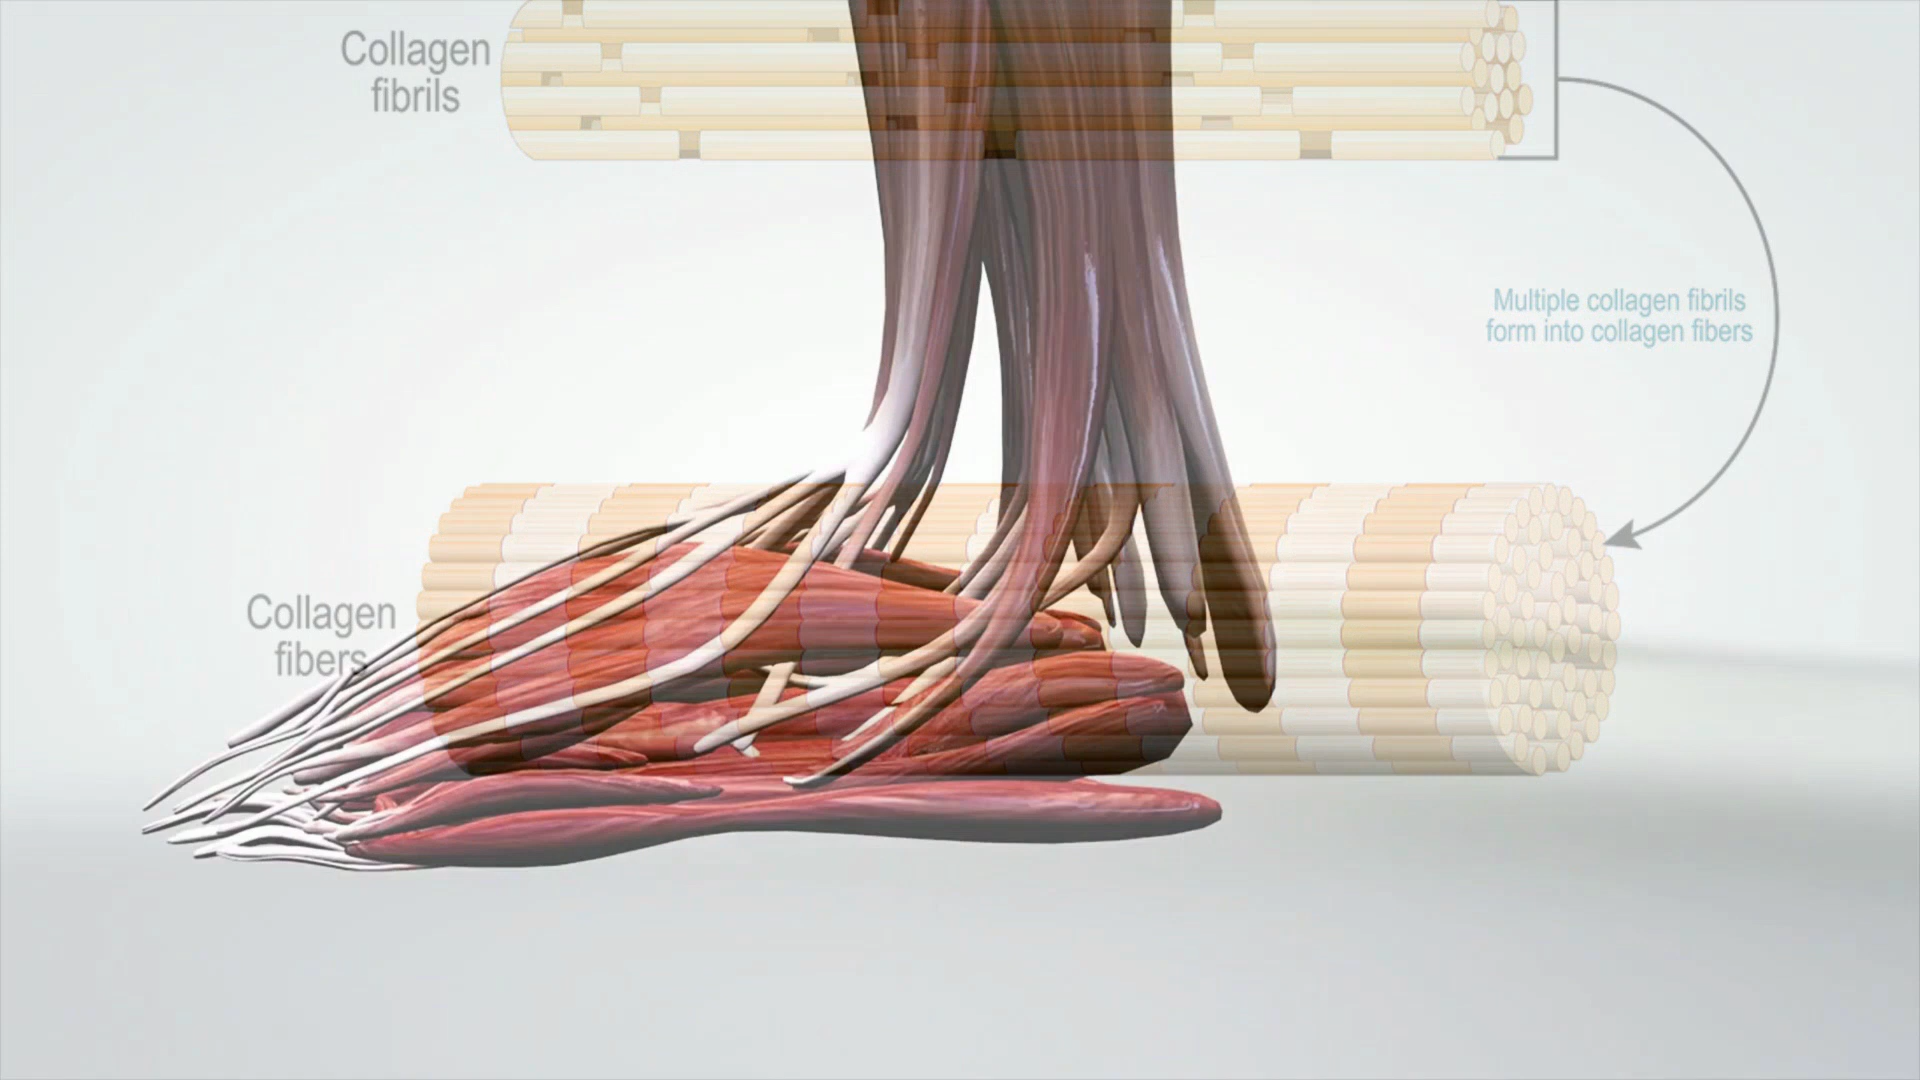 Collagen
fibrils
Multiple collagen fibrils
form into collagen fibers
Collagen
fibers